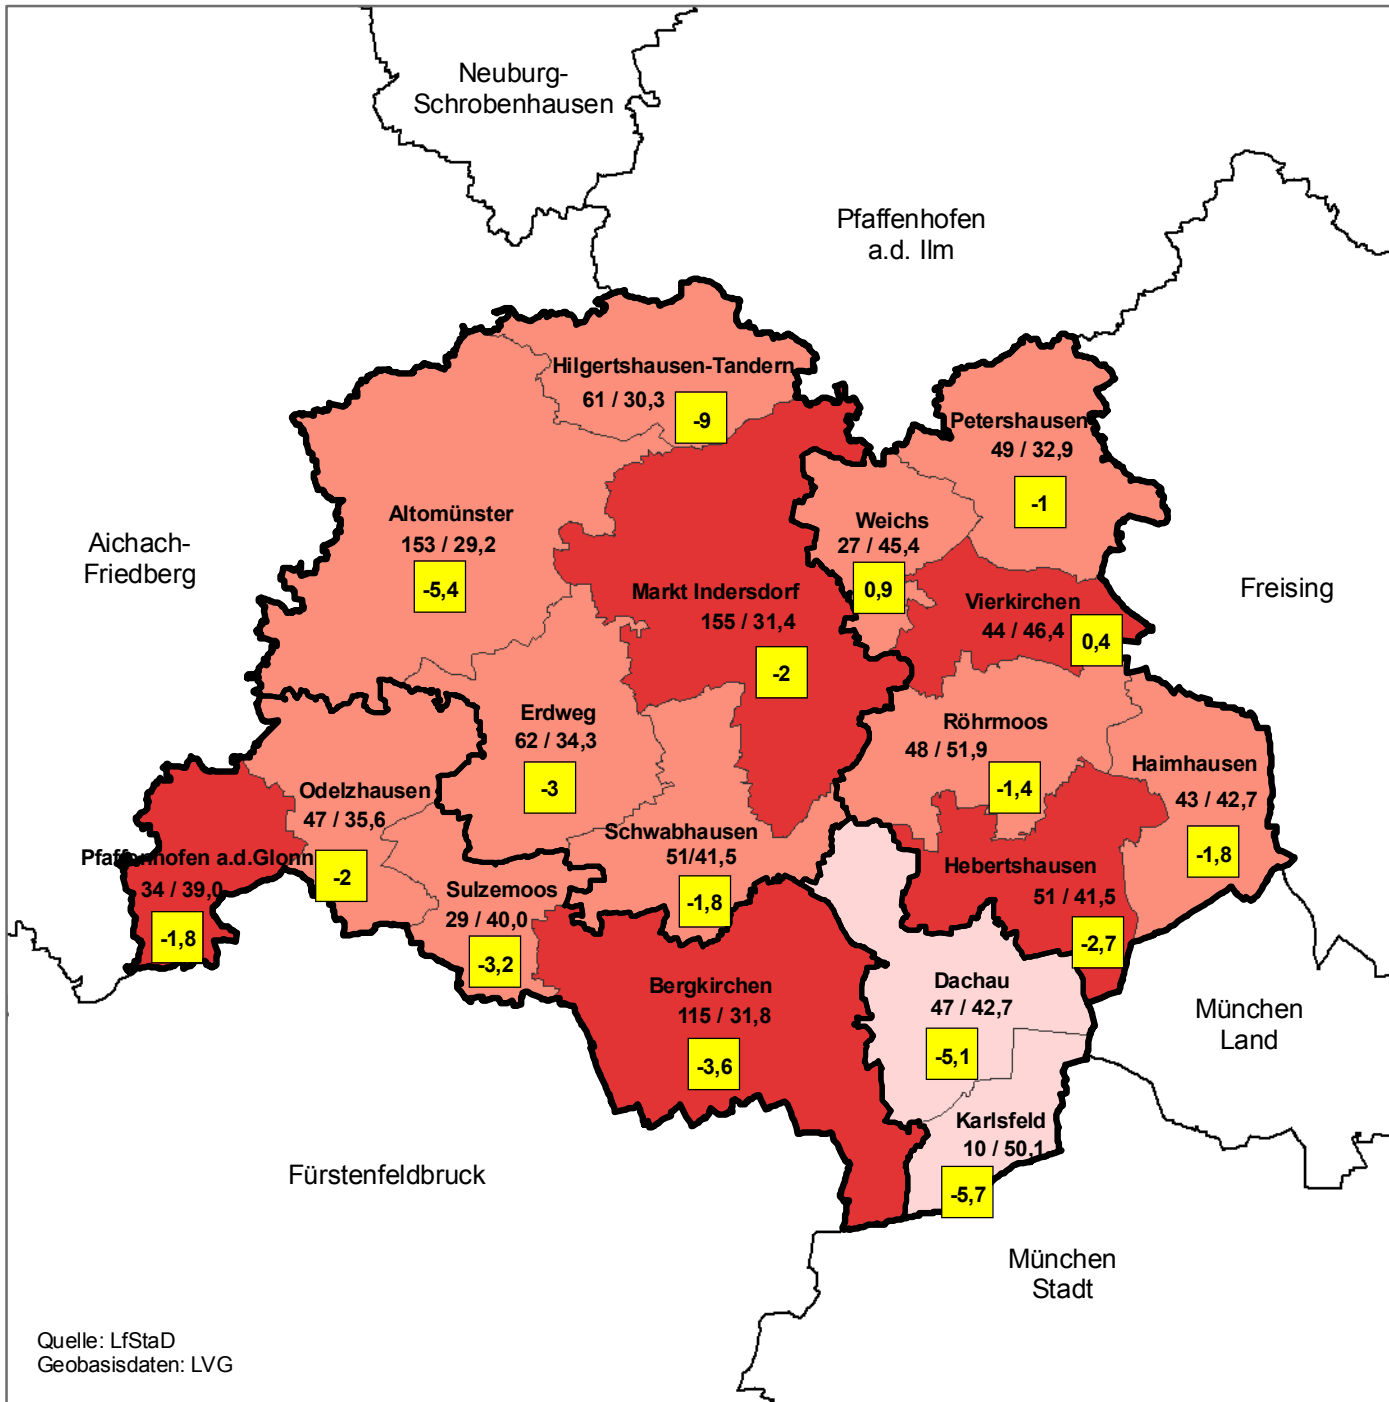 Neuburg-
Schrobenhausen
Pfaffenhofen
a.d. Ilm
Hilgertshausen-Tandern
61 / 30,3
-9
Petershausen
49 / 32,9
-1
Altomünster
153 / 29,2
-5,4
Weichs
27 / 45,4
0,9
Aichach-
Friedberg
Markt Indersdorf
155 / 31,4
-2
Vierkirchen
44 / 46,4
0,4
Freising
Erdweg
62 / 34,3
-3
Röhrmoos
48 / 51,9
-1,4
Haimhausen
43 / 42,7
-1,8
Odelzhausen
47 / 35,6
-2
Schwabhausen
51/41,5
-1,8
Pfaffenhofen a.d.Glonn
34 / 39,0
-1,8
Hebertshausen
51 / 41,5
-2,7
Sulzemoos
29 / 40,0
-3,2
Bergkirchen
115 / 31,8
-3,6
Dachau
47 / 42,7
-5,1
München
Land
Karlsfeld
10 / 50,1
-5,7
Fürstenfeldbruck
München
Stadt
Quelle: LfStaD
Geobasisdaten: LVG